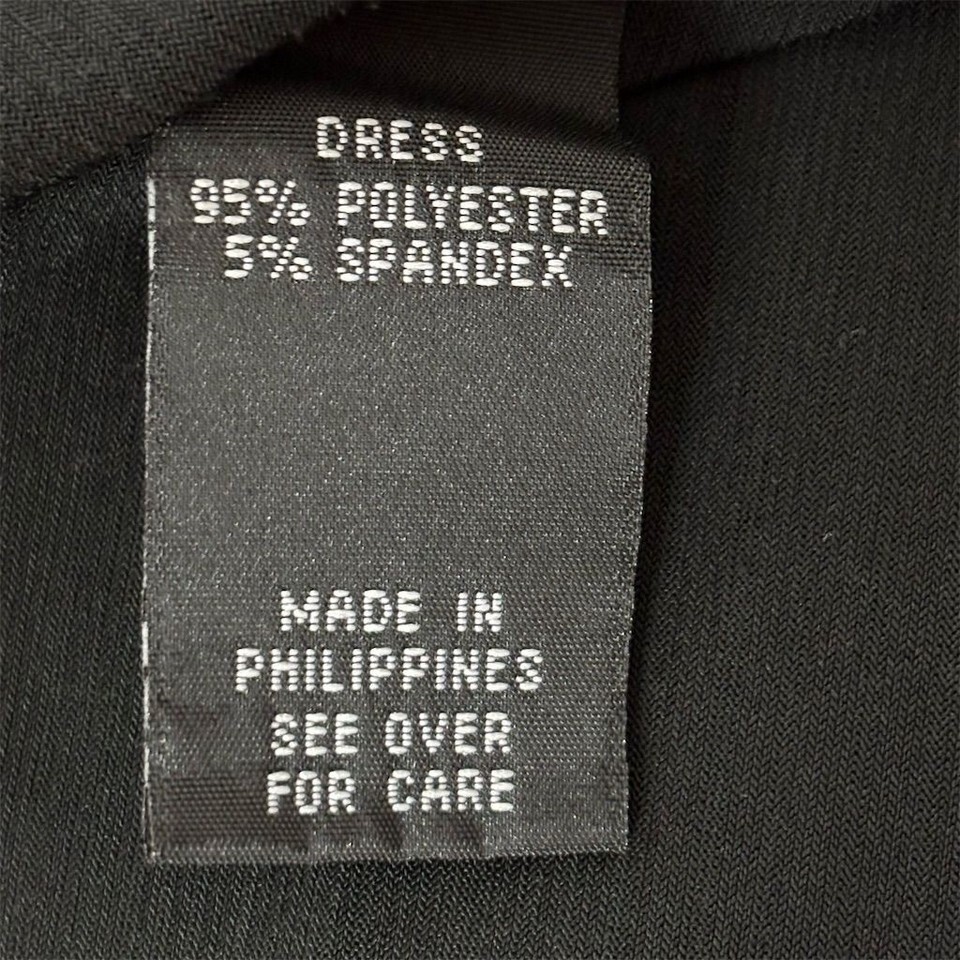 DRESS
95% POLYESTER
5% SPANDEX
MADE IN
PHILIPPINES
SEE OVER
FOR CARE